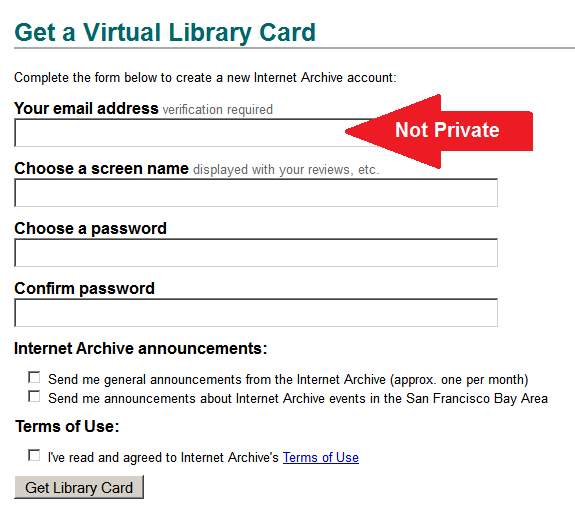 Get a Virtual Library Card
Complete the form below to create a new Internet Archive account:
Your email address verification required
Not Private
Choose a screen name displayed with your reviews, etc.
Choose a password
Confirm password
Internet Archive announcements:
Send me general announcements from the Internet Archive (approx. one per month)
Send me announcements about Internet Archive events in the San Francisco Bay Area
Terms of Use:
I've read and agreed to Internet Archive's Terms of Use
Get Library Card